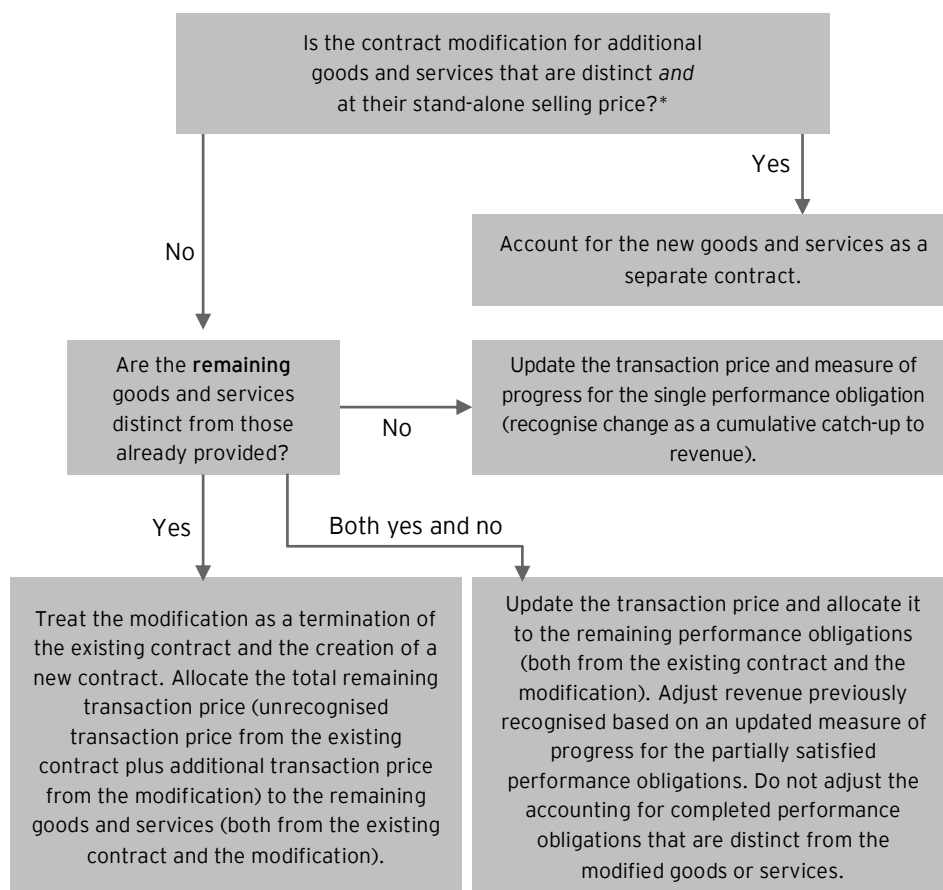 Is the contract modification for additional
goods and services that are distinct and
at their stand-alone selling price?*
Yes
No
Account for the new goods and services as a
separate contract.
Are the remaining
goods and services
distinct from those
already provided?
No
Update the transaction price and measure of
progress for the single performance obligation
(recognise change as a cumulative catch-up to
revenue).
Yes
Both yes and no
Treat the modification as a termination of
the existing contract and the creation of a
new contract. Allocate the total remaining
transaction price (unrecognised
transaction price from the existing
contract plus additional transaction price
from the modification) to the remaining
goods and services (both from the existing
contract and the modification).
Update the transaction price and allocate it
to the remaining performance obligations
(both from the existing contract and the
modification). Adjust revenue previously
recognised based on an updated measure of
progress for the partially satisfied
performance obligations. Do not adjust the
accounting for completed performance
obligations that are distinct from the
modified goods or services.